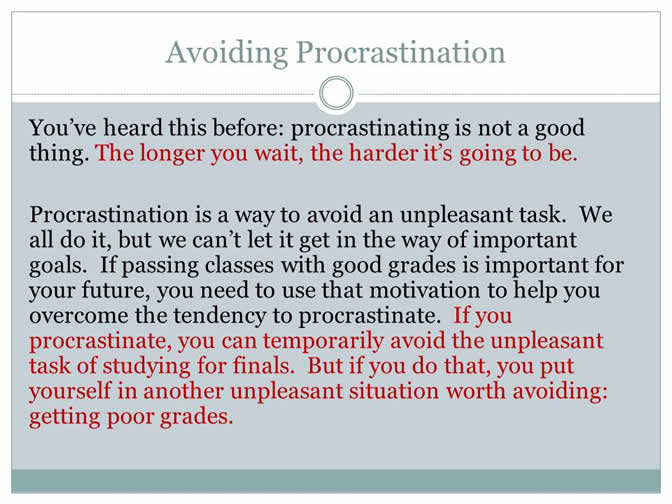 Avoiding Procrastination
You’ve heard this before: procrastinating is not a good
thing. The longer you wait, the harder it’s going to be.
Procrastination is a way to avoid an unpleasant task.  We
all do it, but we can’t let it get in the way of important
goals.  If passing classes with good grades is important for
your future, you need to use that motivation to help you
overcome the tendency to procrastinate.  If you
procrastinate, you can temporarily avoid the unpleasant
task of studying for finals.  But if you do that, you put
yourself in another unpleasant situation worth avoiding:
getting poor grades.